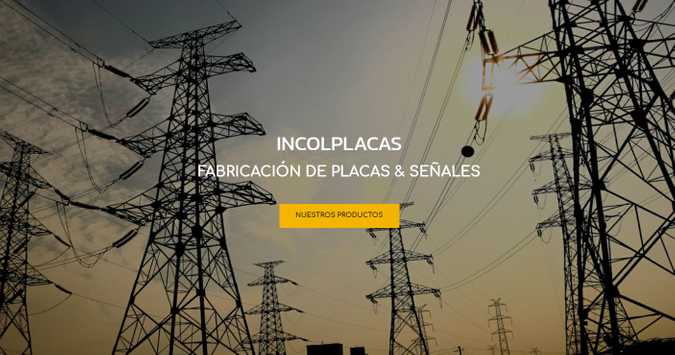 INCOLPLACAS
FABRICACIÓN DE PLACAS & SEÑALES
NUESTROS PRODUCTOS